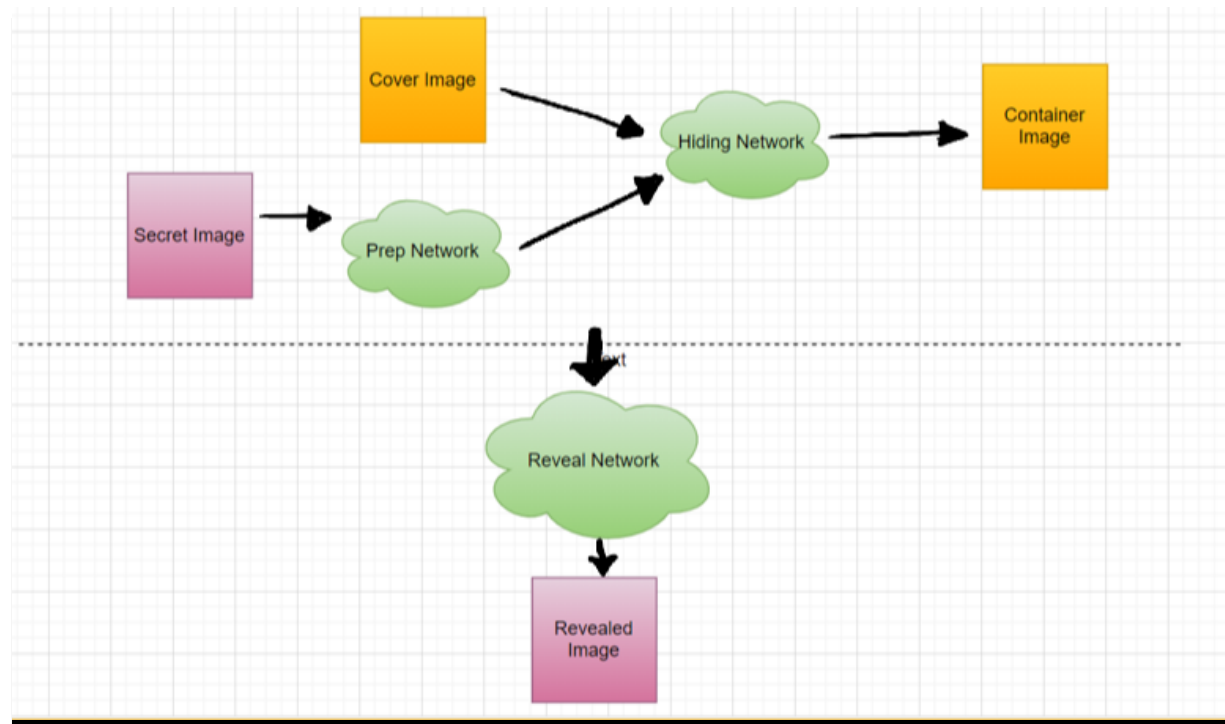 Cover Image
Hiding Network
Container
Image
Secret Image
Prep Network
Reveal Network
Revealed
Image